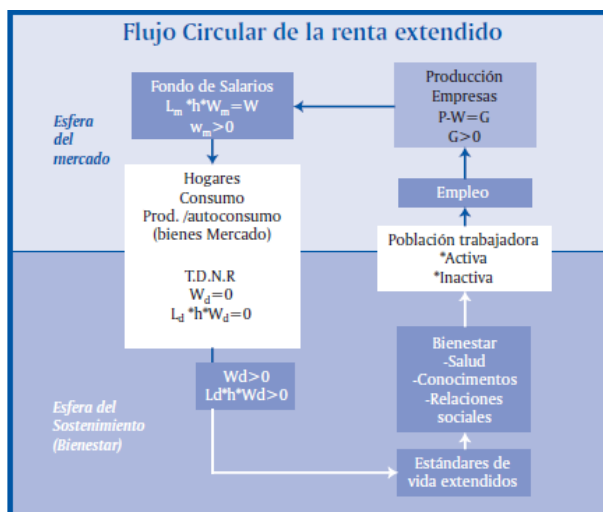 Flujo Circular de la renta extendido
Esfera
del
mercado
Fondo de Salarios
Lm *h*Wm=W
wm>0
Producción
Empresas
P-W=G
G>0
Hogares
Consumo
Prod. /autoconsumo
(bienes Mercado)
Empleo
Población trabajadora
*Activa
*Inactiva
T.D.N.R
Wd=0
Ld *h*Wd=0
Wd>0
Ld*h*Wd>0
Bienestar
-Salud
-Conocimientos
-Relaciones
sociales
Esfera del
Sostenimiento
(Bienestar)
Estándares de
vida extendidos